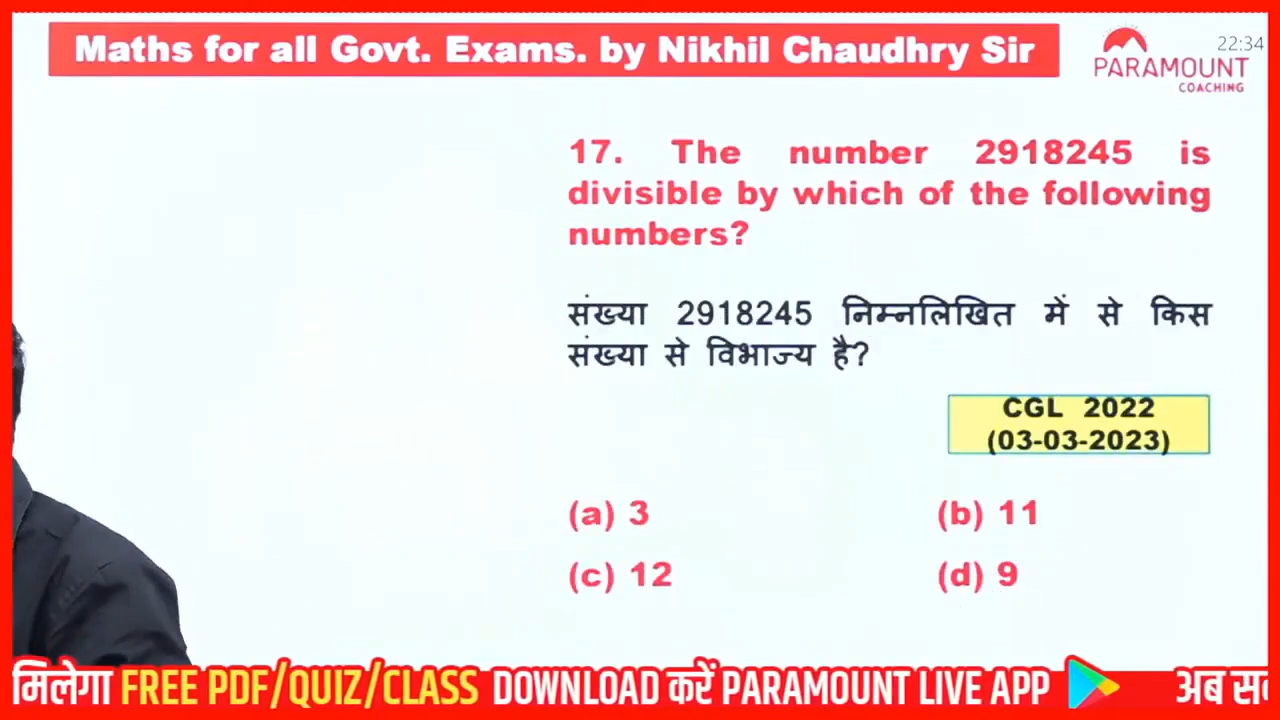 Maths for all Govt. Exams. by Nikhil Chaudhry Sir
22:34
PARAMOUNT
COACHING
17. The number 2918245 is
divisible by which of the following
numbers?
संख्या 2918245 निम्नलिखित में से किस
संख्या से विभाज्य है?
CGL 2022
(03-03-2023)
(a) 3
(b) 11
(c) 12
(d) 9
मिलेगा FREE PDF/QUIZ/CLASS DOWNLOAD करें PARAMOUNT LIVE APP
अब